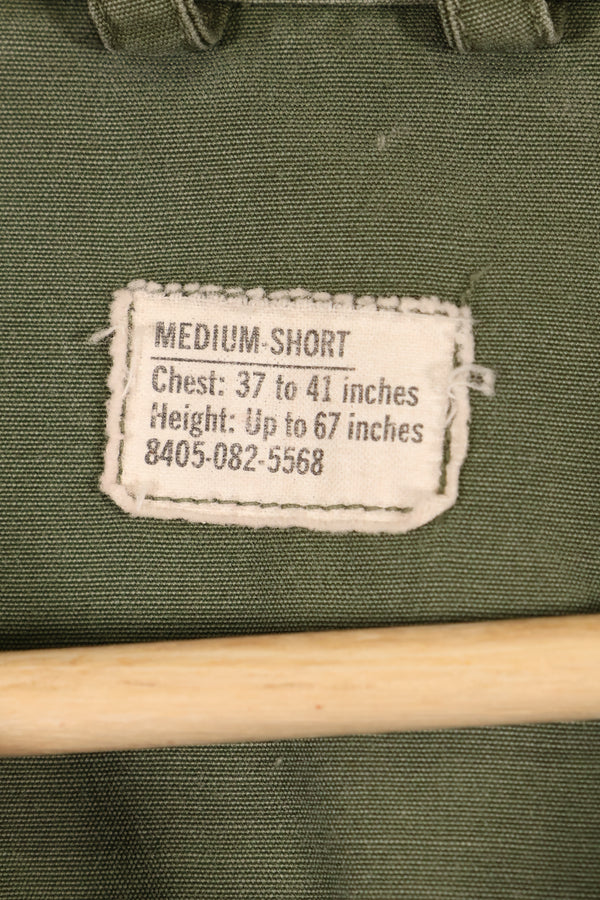 MEDIUM-SHORT
Chest: 37 to 41 inches
Height: Up to 67 inches
8405-082-5568